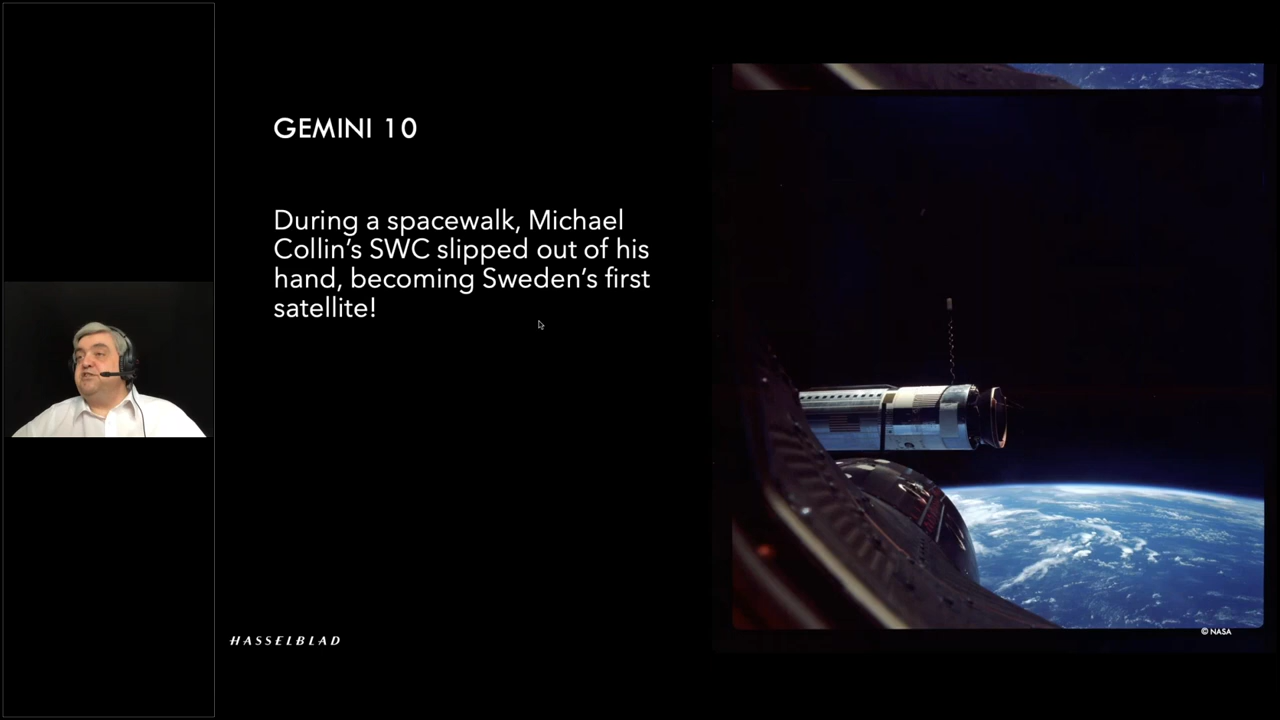 GEMINI 10
During a spacewalk, Michael
Collin's SWC slipped out of his
hand, becoming Sweden's first
satellite!
HASSELBLAD
© NASA